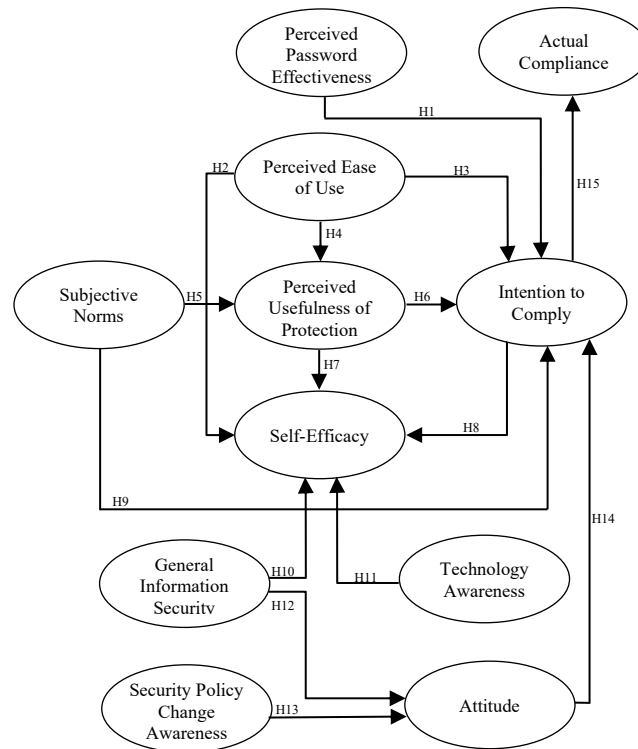 Perceived
Password
Effectiveness
Actual
Compliance
H1
H2
Perceived Ease
of Use
H3
H15
H4
Subjective
Norms
H5
Perceived
Usefulness of
Protection
H6
Intention to
Comply
H7
Self-Efficacy
H8
H9
H14
General
Information
Security
H10
H12
H11
Technology
Awareness
Security Policy
Change
Awareness
H13
Attitude